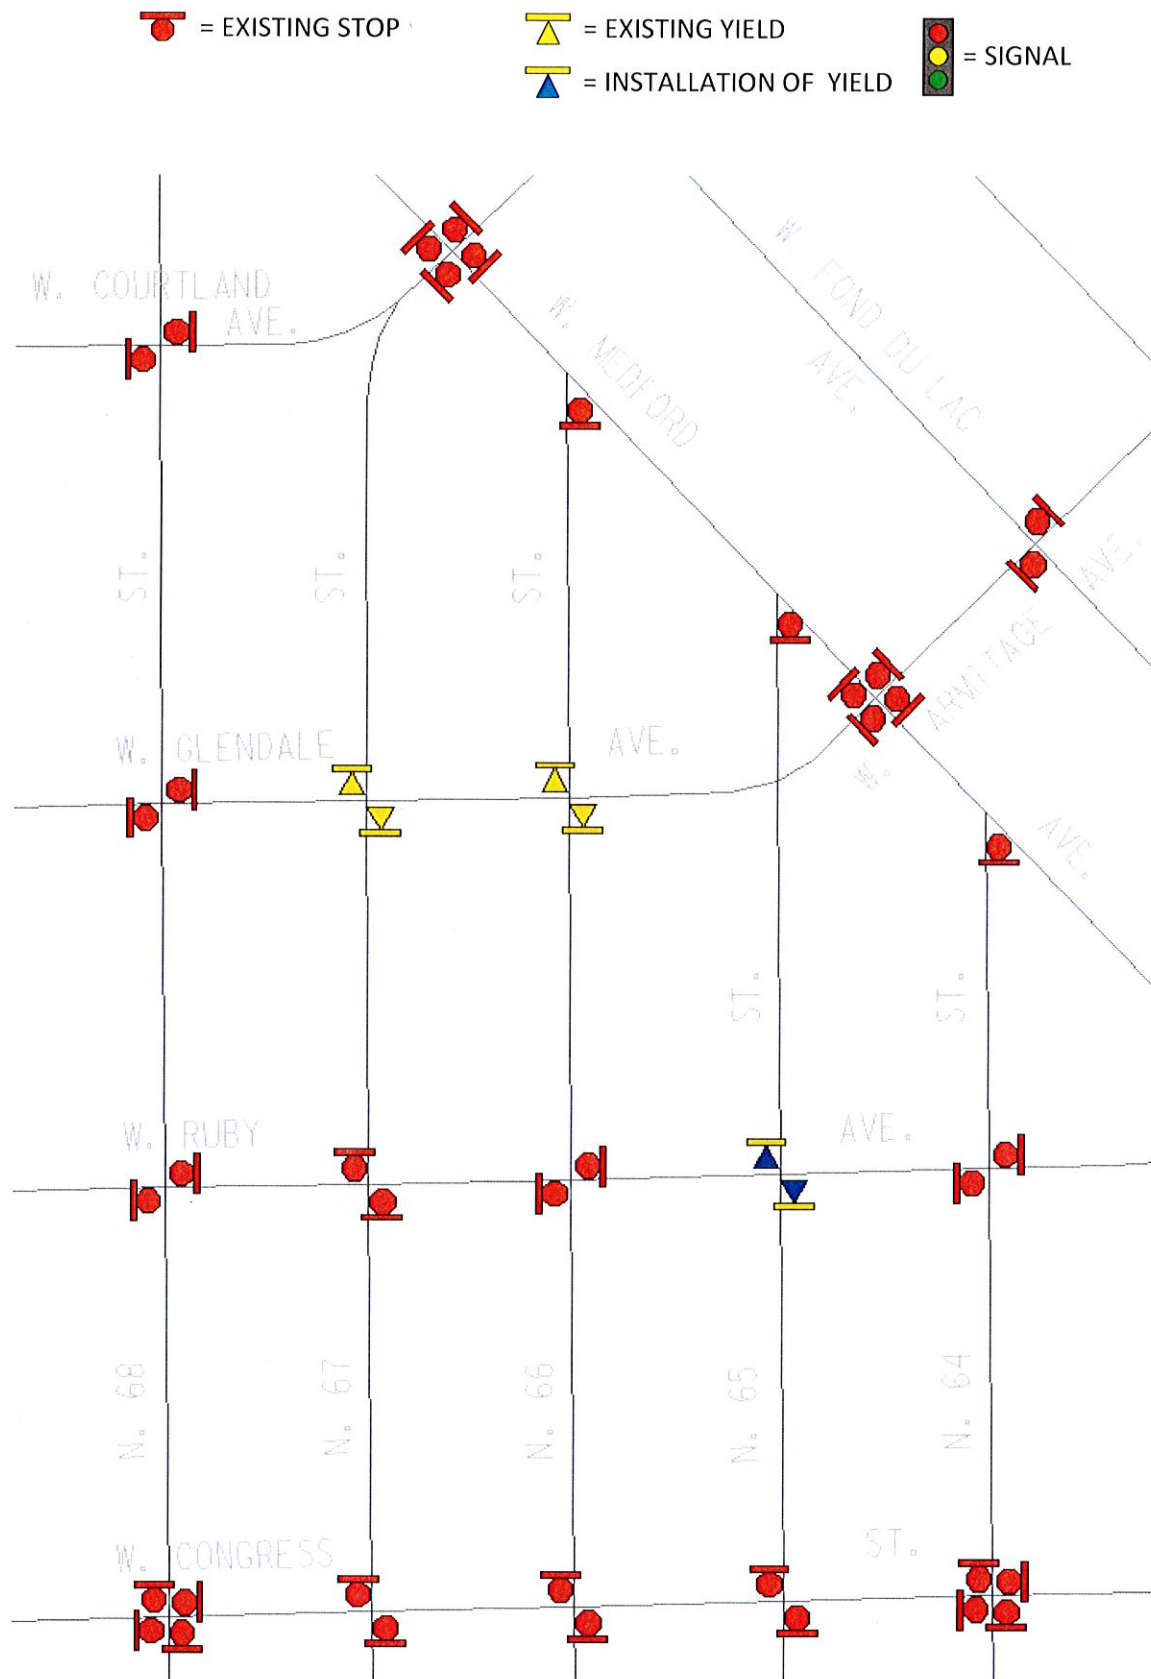 = EXISTING STOP
= EXISTING YIELD
= INSTALLATION OF YIELD
= SIGNAL
W. COURTLAND
AVE.
W. MEDFORD
AVE.
W. FOND DU LAC
AVE.
W. ARMITAGE AVE.
ST.
ST.
ST.
W. GLENDALE
AVE.
ST.
ST.
W. RUBY
AVE.
N. 68
N. 67
N. 66
N. 65
N. 64
W. CONGRESS
ST.